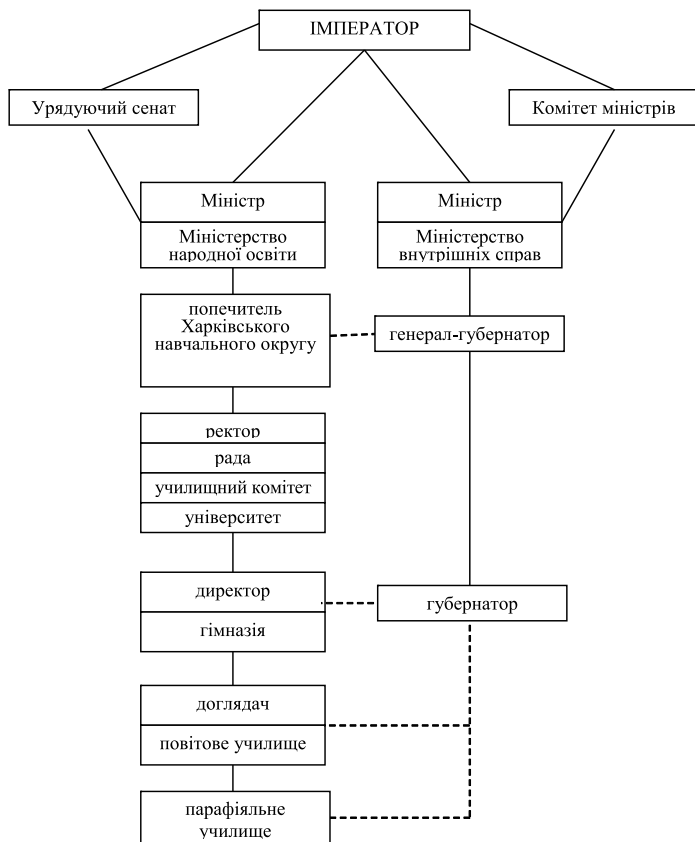 ІМПЕРАТОР
Урядуючий сенат
Комітет міністрів
Міністр
Міністерство
народної освіти
Міністр
Міністерство
внутрішніх справ
попечитель
Харківського
навчального округу
генерал-губернатор
ректор
рада
училищний комітет
університет
директор
гімназія
губернатор
доглядач
повітове училище
парафіяльне
училище